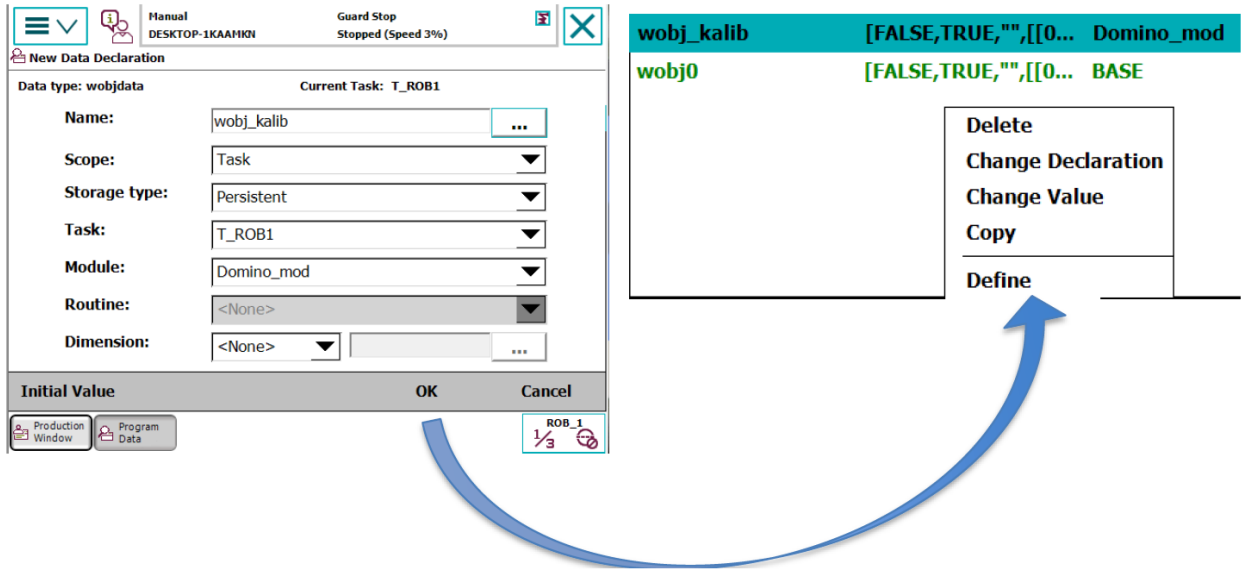 Manual Guard Stop
DESKTOP-1KAAMKN Stopped (Speed 3%)
New Data Declaration
Data type: wobjdata Current Task: T_ROB1
Name: wobj_kalib ...
Scope: Task
Storage type: Persistent
Task: T_ROB1
Module: Domino_mod
Routine: <None>
Dimension: <None> ...
Initial Value OK Cancel
Production Window Program Data ROB_1 1/3
wobj_kalib [FALSE,TRUE,"",[[0... Domino_mod
wobj0 [FALSE,TRUE,"",[[0... BASE
Delete
Change Declaration
Change Value
Copy
Define